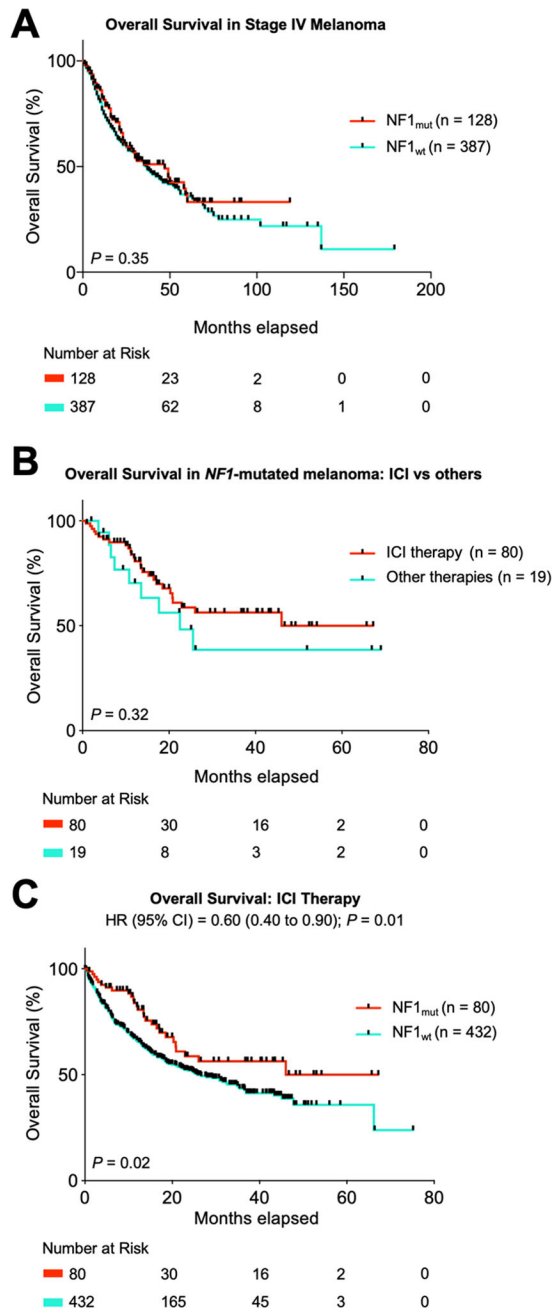 A
Overall Survival in Stage IV Melanoma
Overall Survival (%)
100
50
0
NF1mut (n = 128)
NF1wt (n = 387)
P = 0.35
0 50 100 150 200
Months elapsed
Number at Risk
128 23 2 0 0
387 62 8 1 0
B
Overall Survival in NF1-mutated melanoma: ICI vs others
Overall Survival (%)
100
50
0
ICI therapy (n = 80)
Other therapies (n = 19)
P = 0.32
0 20 40 60 80
Months elapsed
Number at Risk
80 30 16 2 0
19 8 3 2 0
C
Overall Survival: ICI Therapy
HR (95% CI) = 0.60 (0.40 to 0.90); P = 0.01
Overall Survival (%)
100
50
0
NF1mut (n = 80)
NF1wt (n = 432)
P = 0.02
0 20 40 60 80
Months elapsed
Number at Risk
80 30 16 2 0
432 165 45 3 0